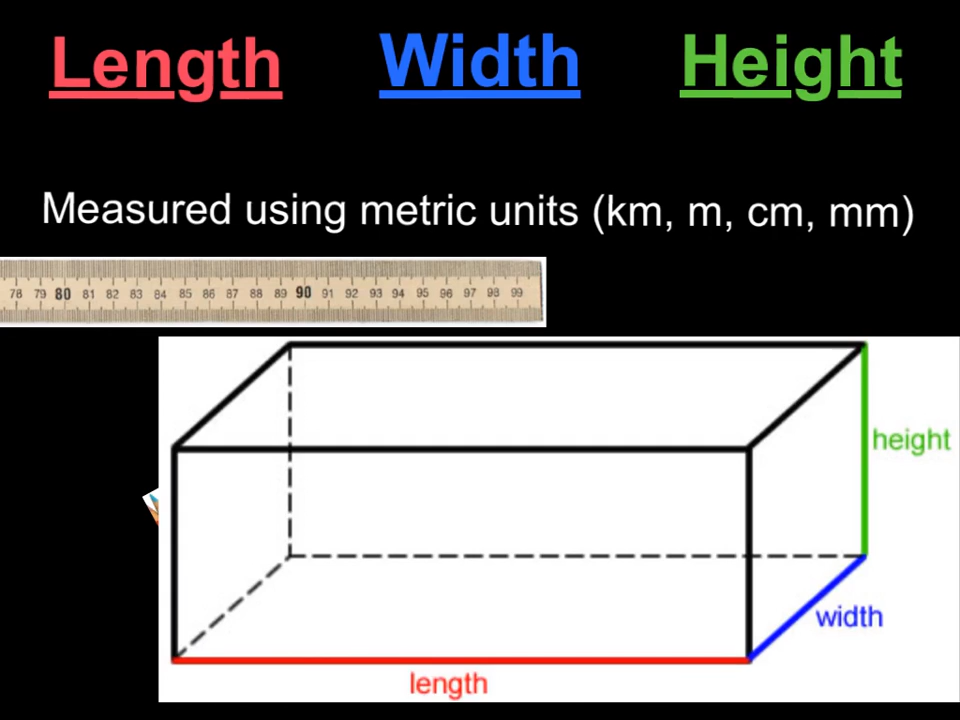 Length Width Height
Measured using metric units (km, m, cm, mm)
78 79 80 81 82 83 84 85 86 87 88 89 90 91 92 93 94 95 96 97 98 99
height
width
length